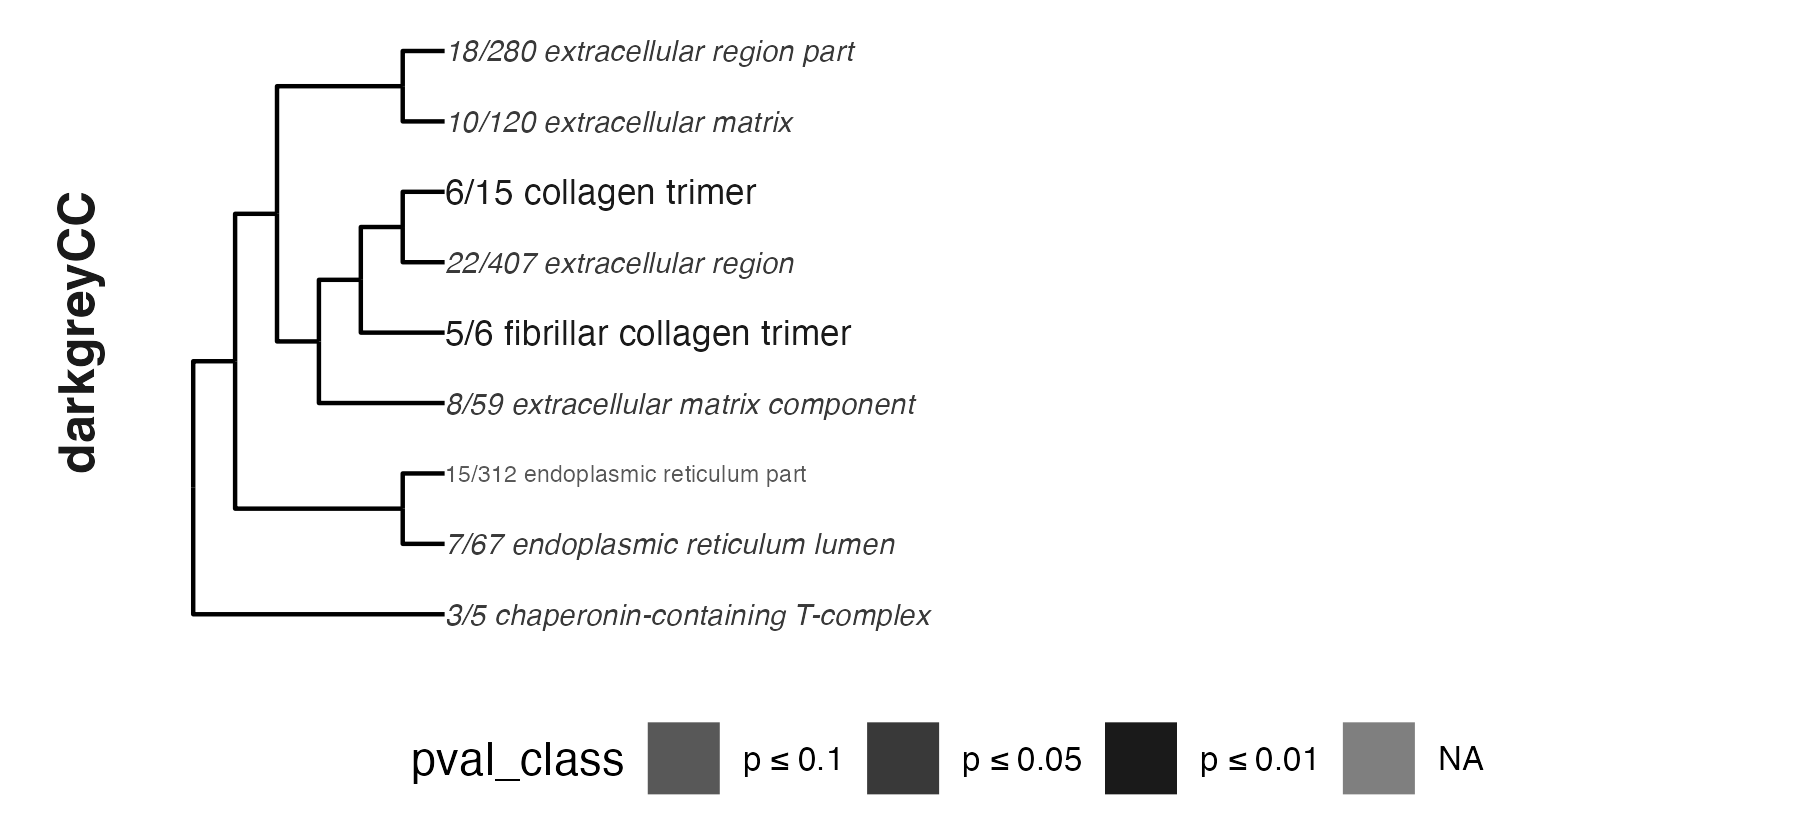 darkgreyCC
18/280 extracellular region part
10/120 extracellular matrix
6/15 collagen trimer
22/407 extracellular region
5/6 fibrillar collagen trimer
8/59 extracellular matrix component
15/312 endoplasmic reticulum part
7/67 endoplasmic reticulum lumen
3/5 chaperonin-containing T-complex
pval_class p ≤ 0.1 p ≤ 0.05 p ≤ 0.01 NA